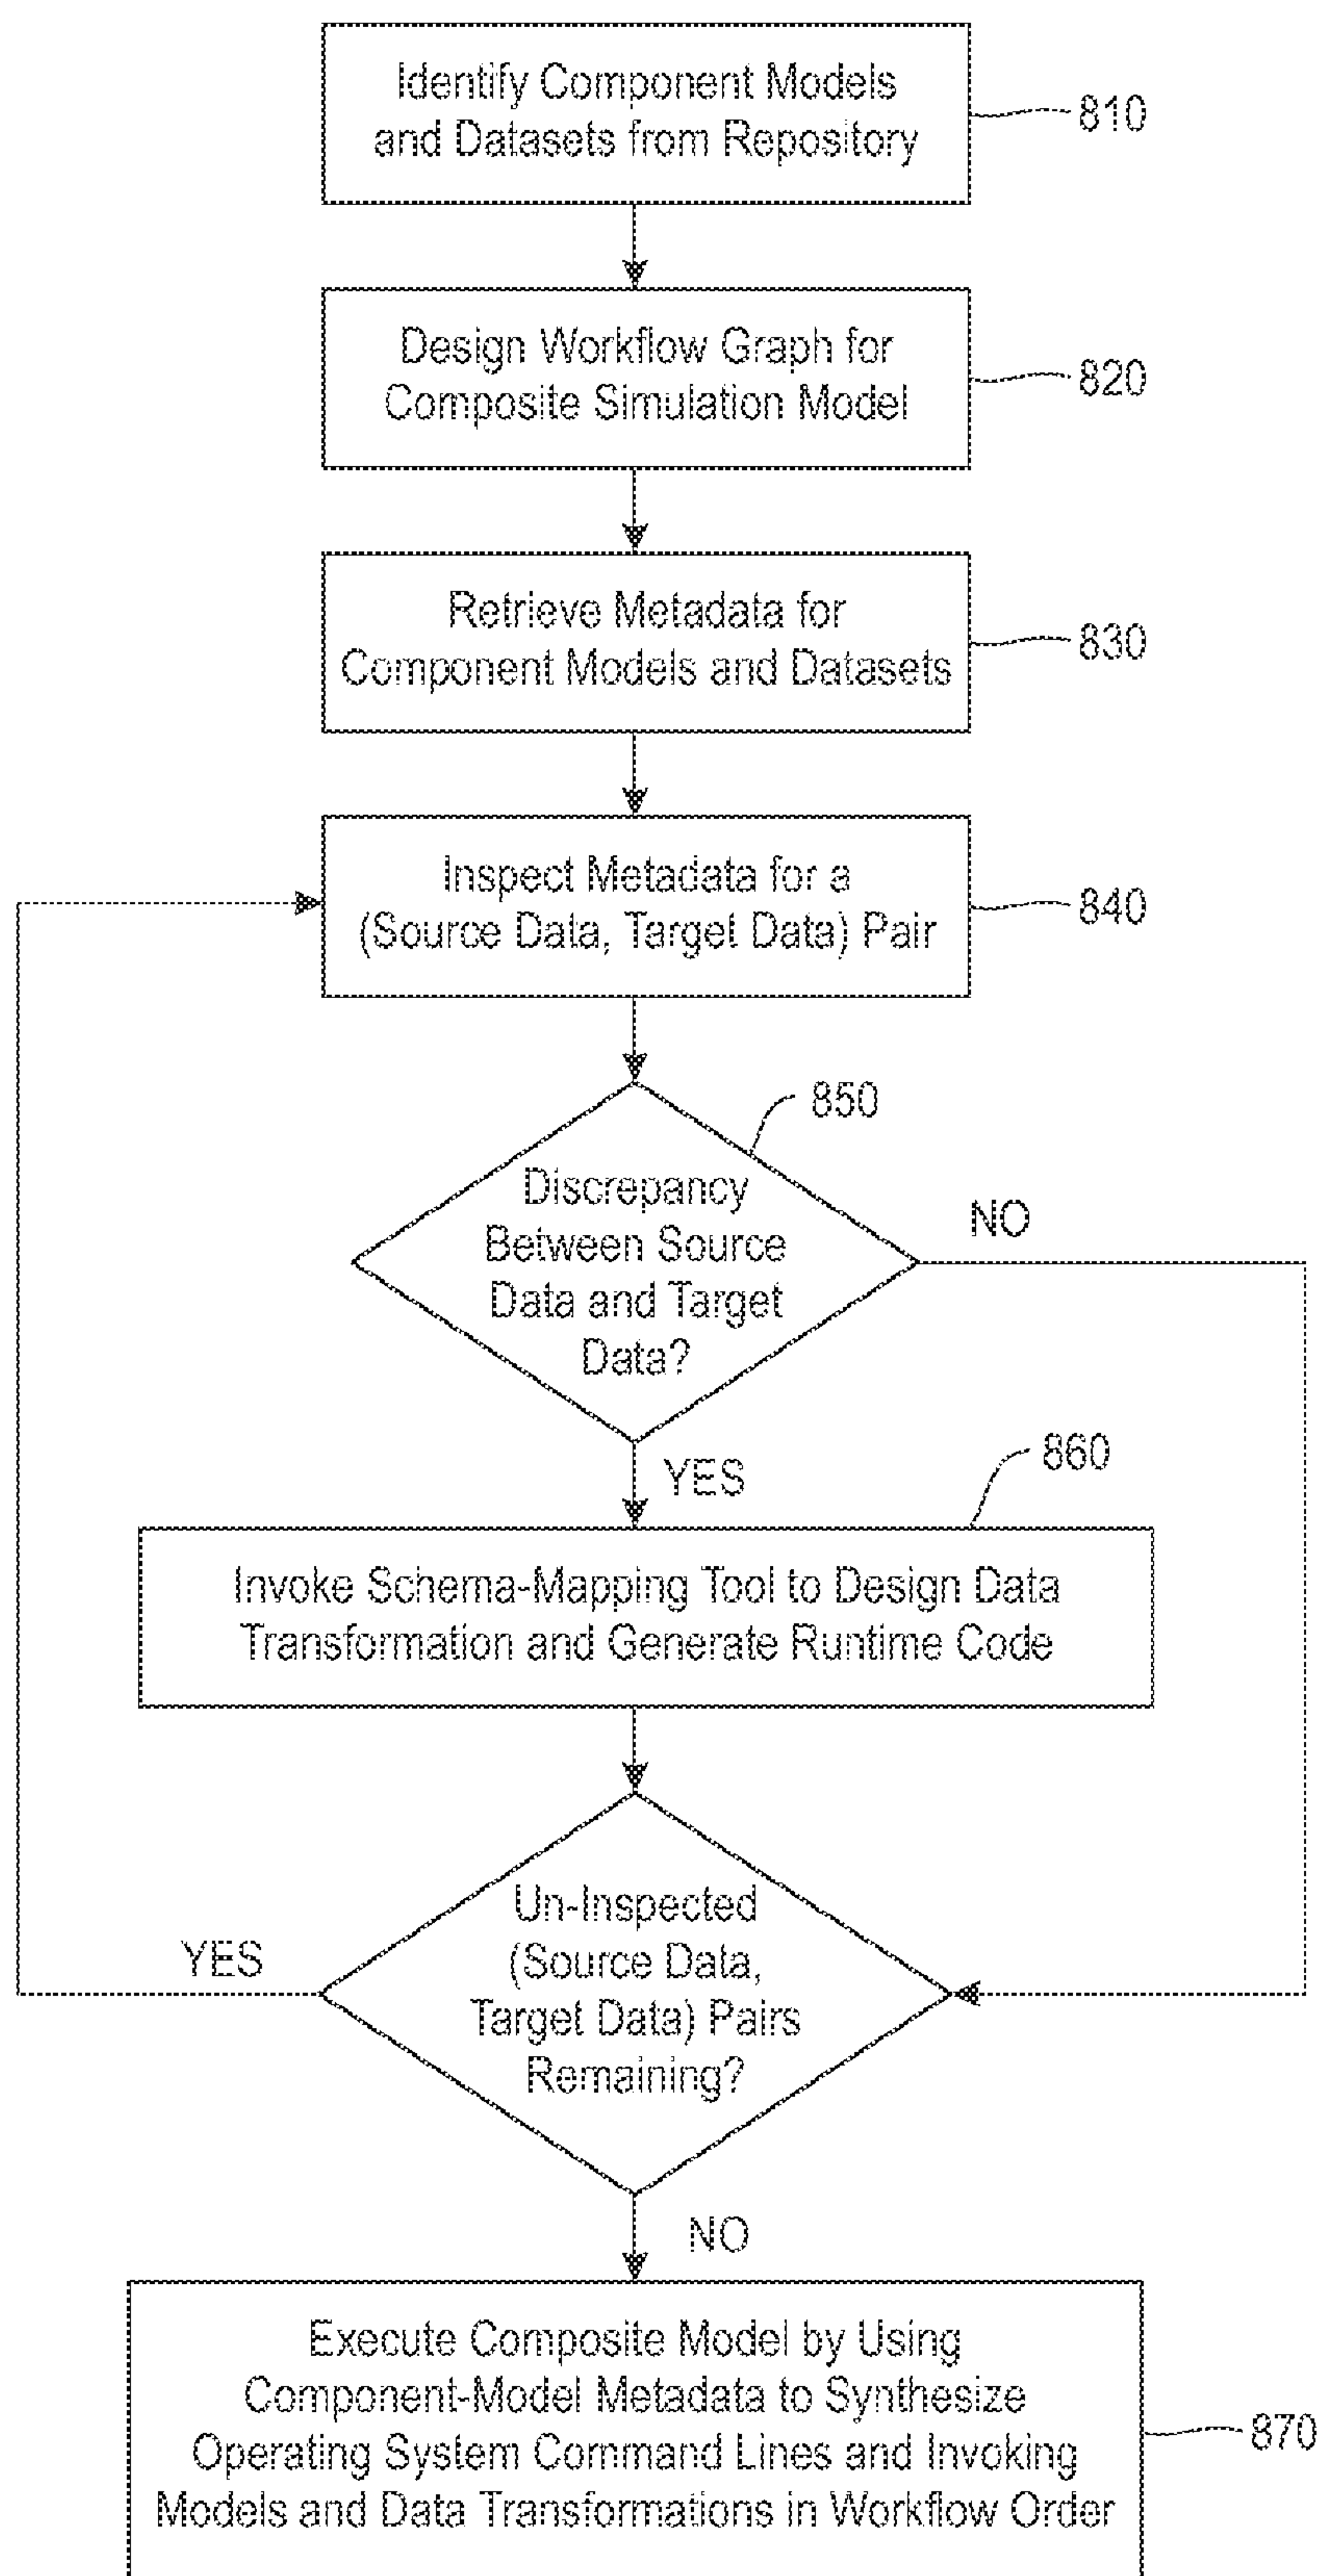 Identify Component Models
and Datasets from Repository
810
Design Workflow Graph for
Composite Simulation Model
820
Retrieve Metadata for
Component Models and Datasets
830
Inspect Metadata for a
(Source Data, Target Data) Pair
840
850
Discrepancy
Between Source
Data and Target
Data?
NO
YES
860
Invoke Schema-Mapping Tool to Design Data
Transformation and Generate Runtime Code
Un-Inspected
(Source Data,
Target Data) Pairs
Remaining?
YES
NO
Execute Composite Model by Using
Component-Model Metadata to Synthesize
Operating System Command Lines and Invoking
Models and Data Transformations in Workflow Order
870